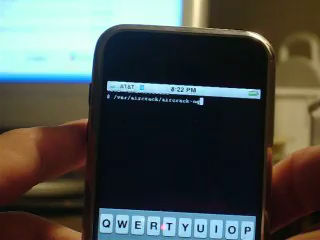 AT&T 8:22 PM
# /var/aircrack/aircrack-ng
Q W E R T Y U I O P